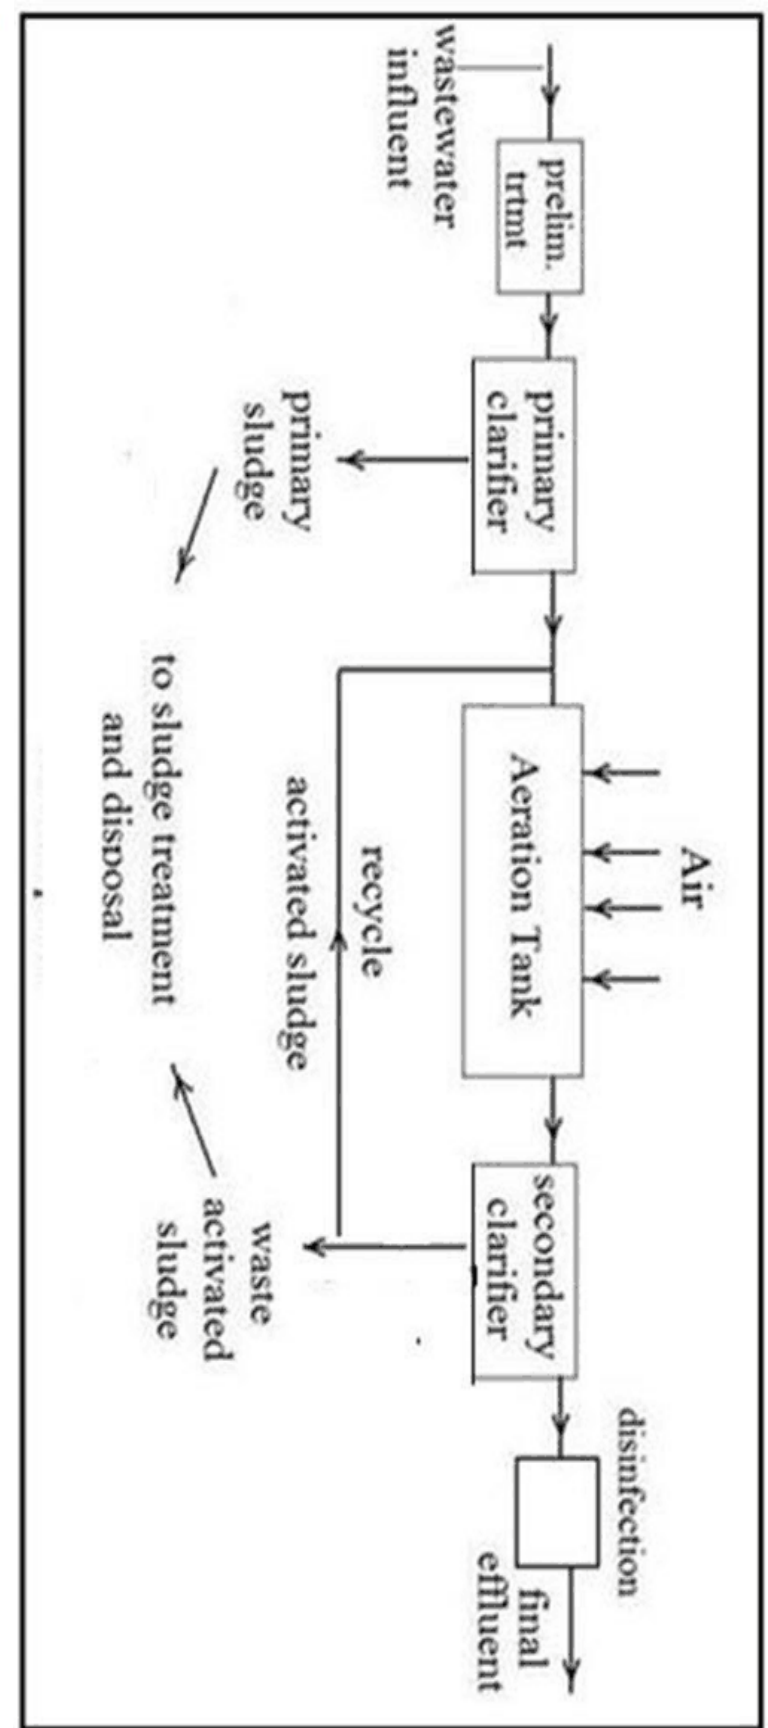 Air
disinfection
prelim.
trtmt
primary
clarifier
Aeration Tank
secondary
clarifier
final
effluent
wastewater
influent
recycle
activated sludge
primary
sludge
waste
activated
sludge
to sludge treatment
and disposal